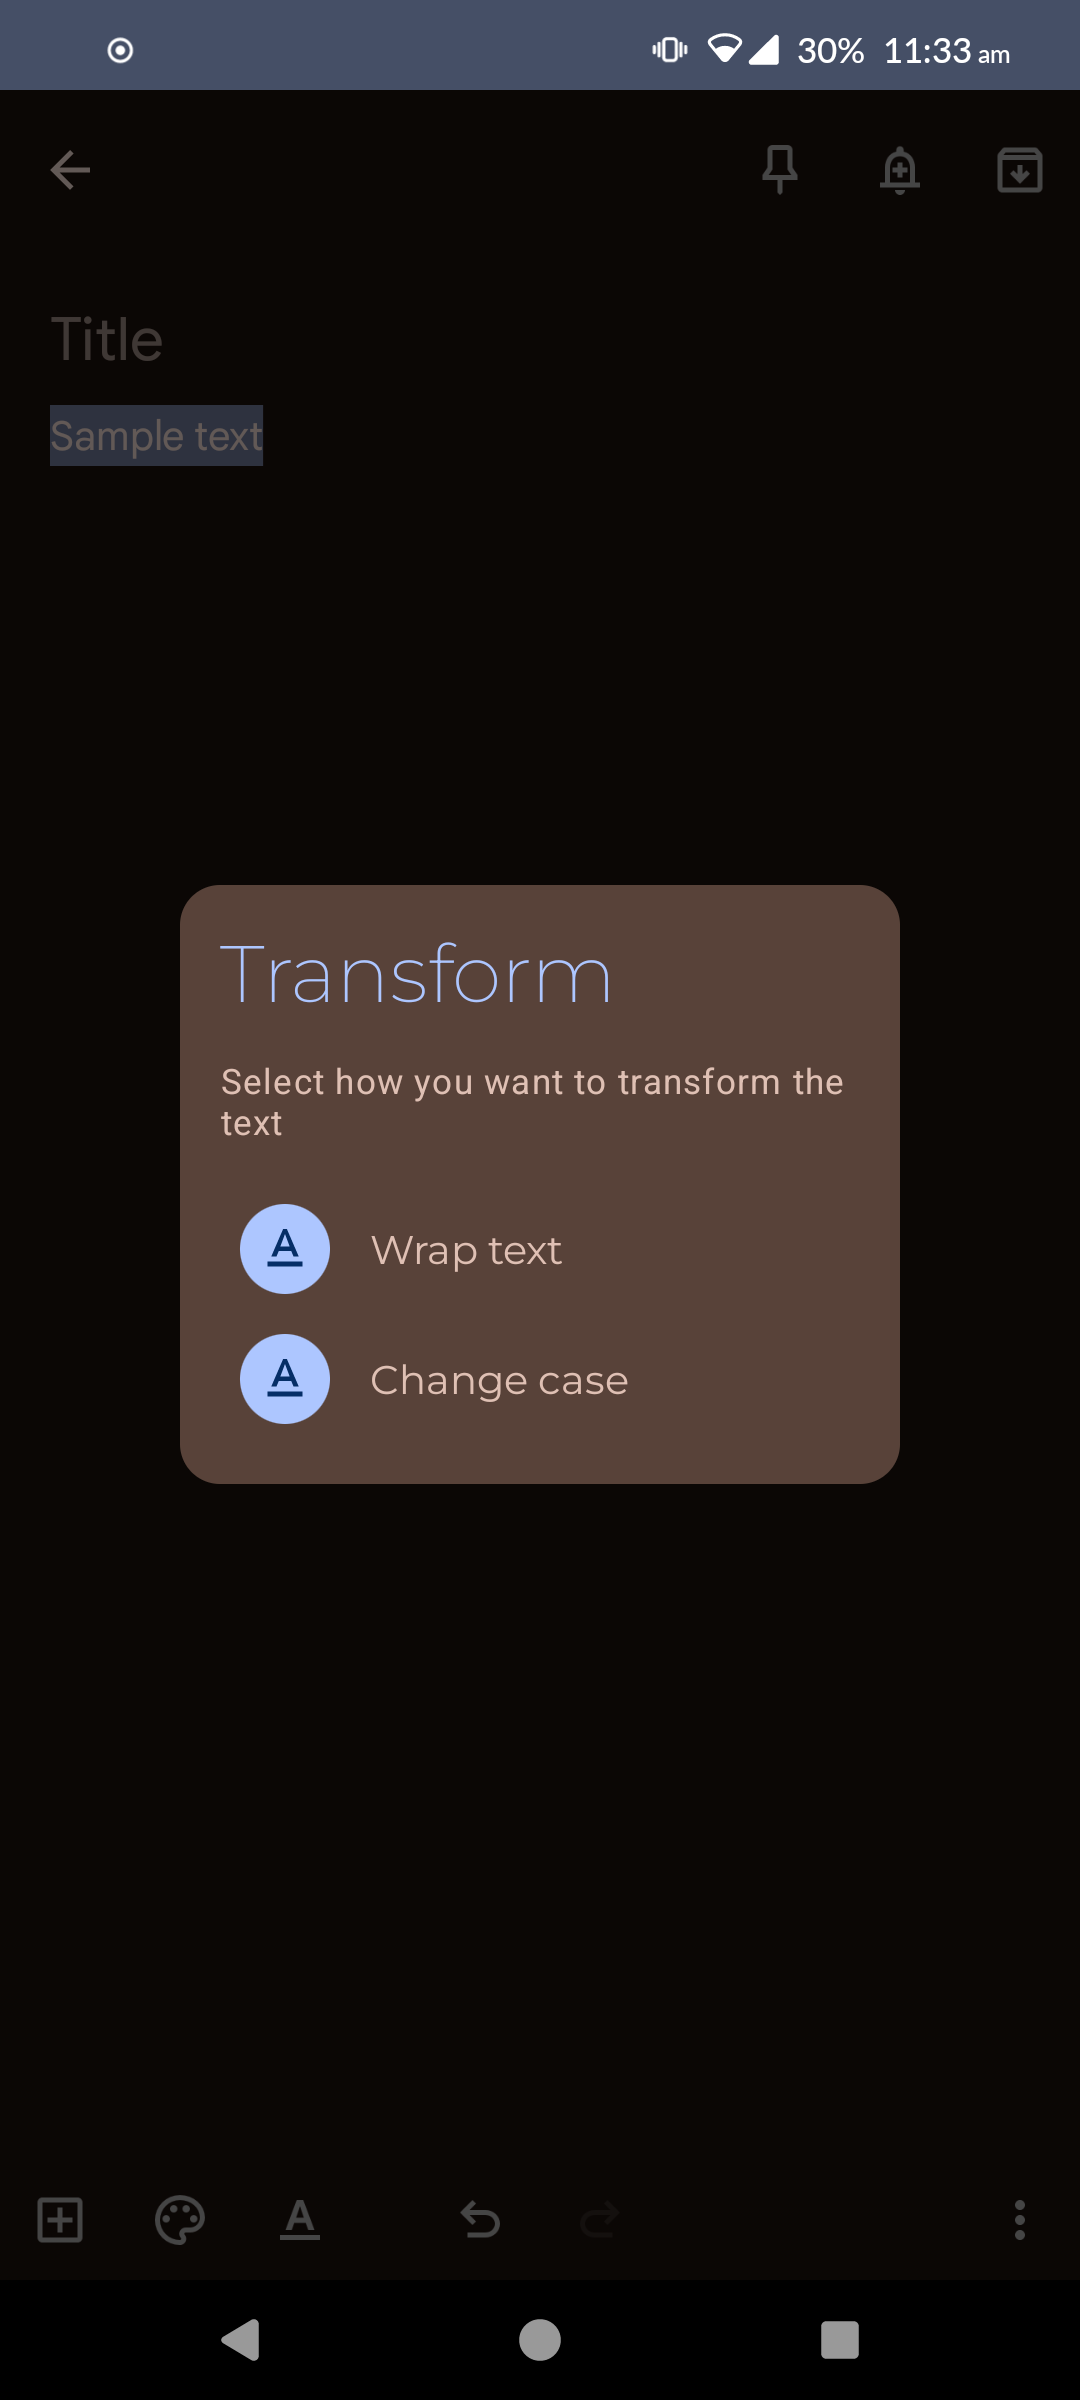 30% 11:33 am
Title
Sample text
Transform
Select how you want to transform the
text
A Wrap text
A Change case
A